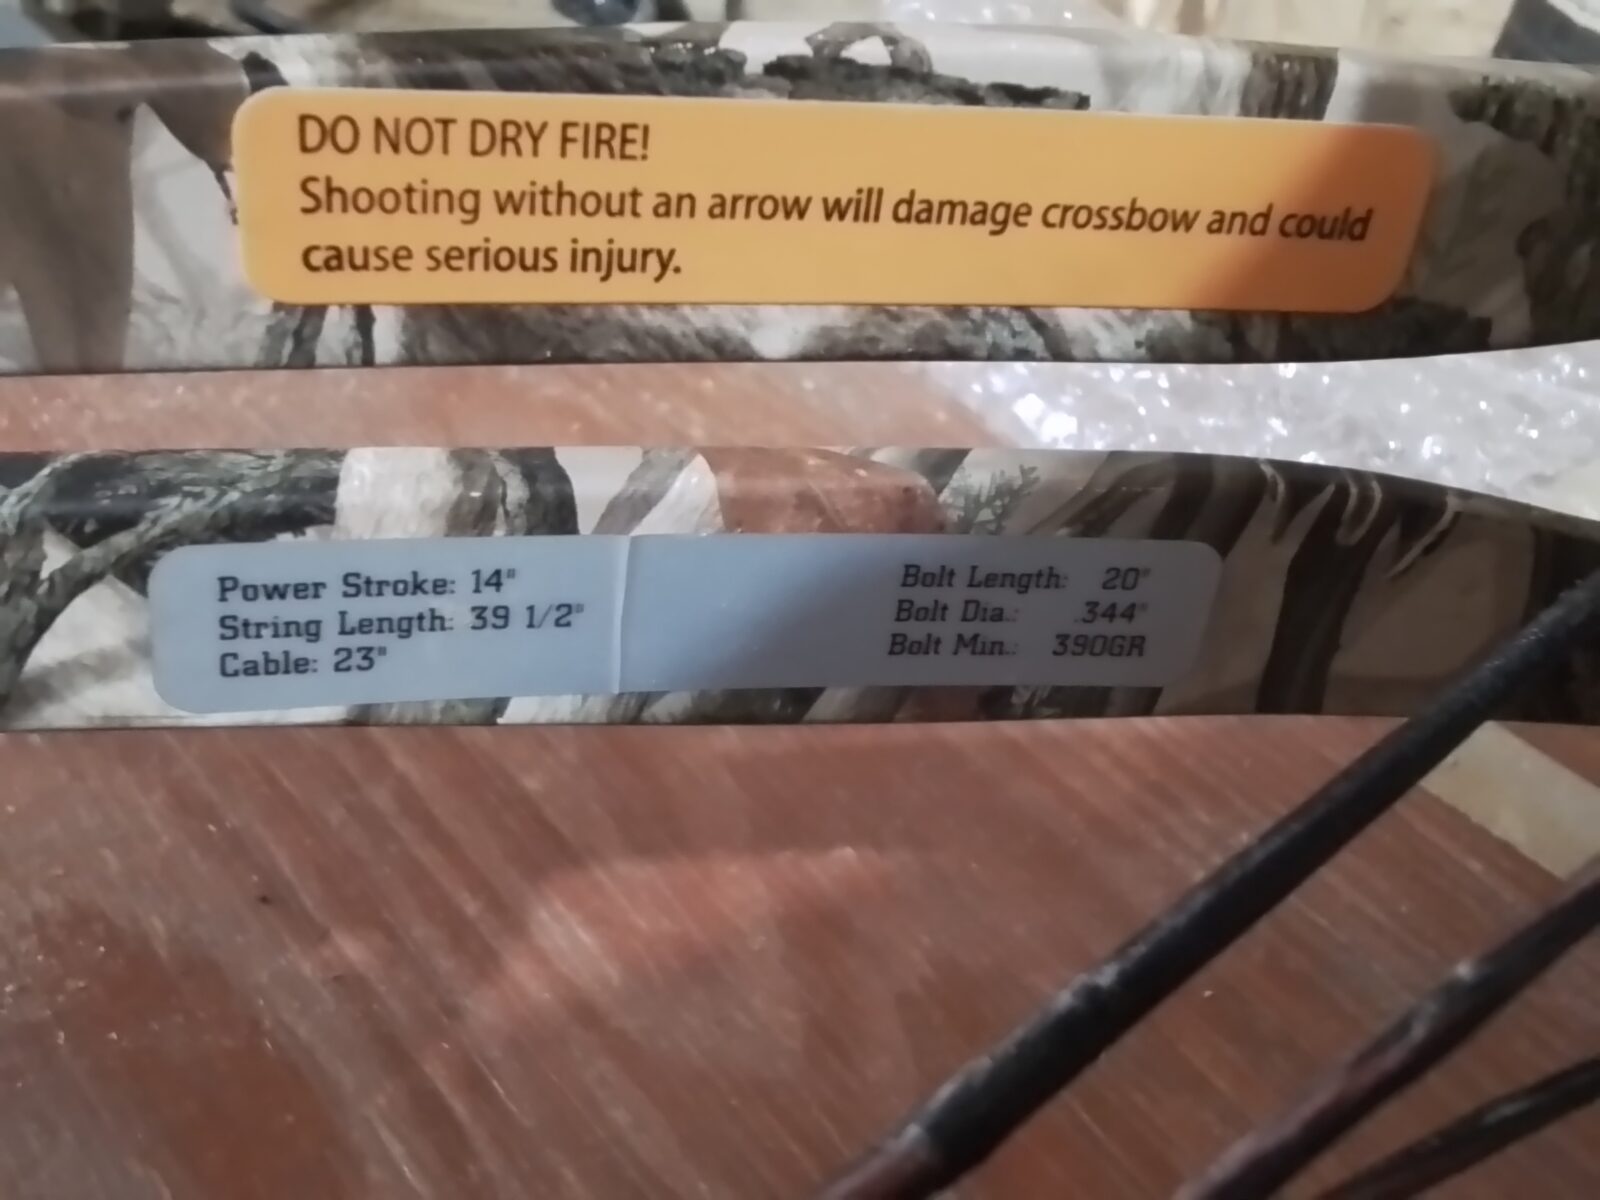 DO NOT DRY FIRE!
Shooting without an arrow will damage crossbow and could
cause serious injury.
Power Stroke: 14"
String Length: 39 1/2"
Cable: 23"
Bolt Length: 20"
Bolt Dia.: .344"
Bolt Min.: 390GR